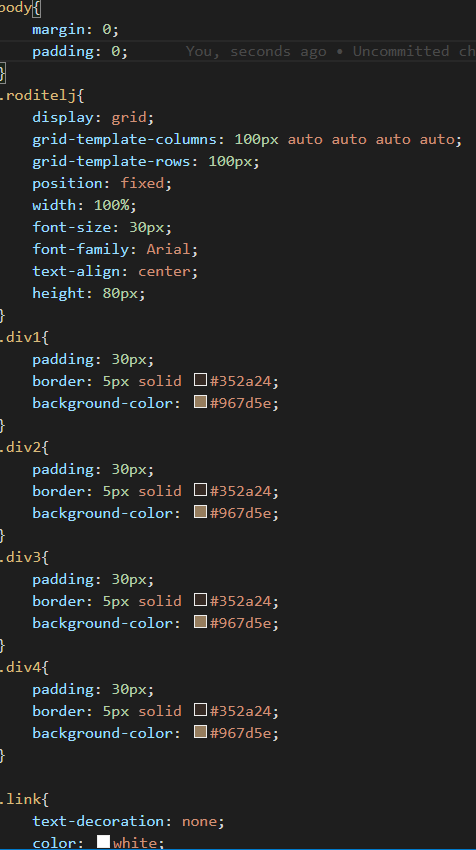 body{
margin: 0;
padding: 0; You, seconds ago • Uncommitted ch
}
.roditelj{
display: grid;
grid-template-columns: 100px auto auto auto auto;
grid-template-rows: 100px;
position: fixed;
width: 100%;
font-size: 30px;
font-family: Arial;
text-align: center;
height: 80px;
}
.div1{
padding: 30px;
border: 5px solid #352a24;
background-color: #967d5e;
}
.div2{
padding: 30px;
border: 5px solid #352a24;
background-color: #967d5e;
}
.div3{
padding: 30px;
border: 5px solid #352a24;
background-color: #967d5e;
}
.div4{
padding: 30px;
border: 5px solid #352a24;
background-color: #967d5e;
}
.link{
text-decoration: none;
color: white;